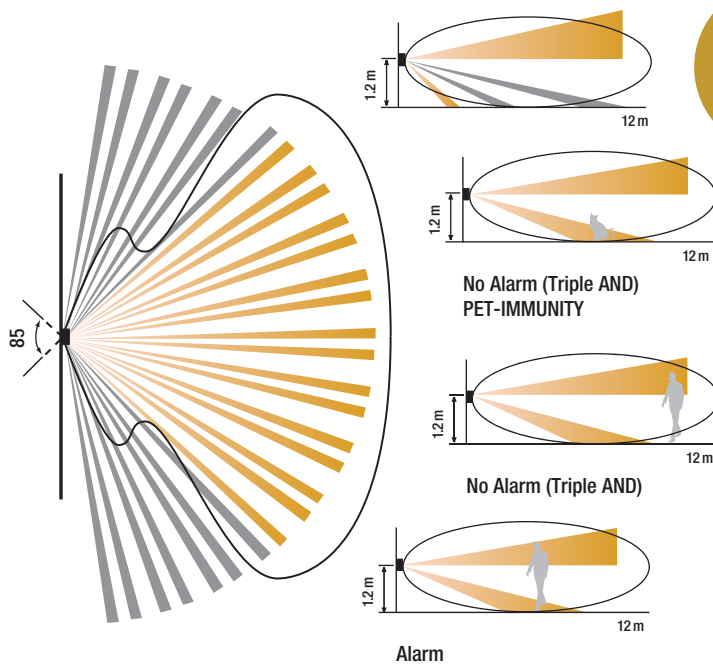 1.2 m
12 m
1.2 m
12 m
No Alarm (Triple AND)
PET-IMMUNITY
85
1.2 m
12 m
No Alarm (Triple AND)
1.2 m
12 m
Alarm